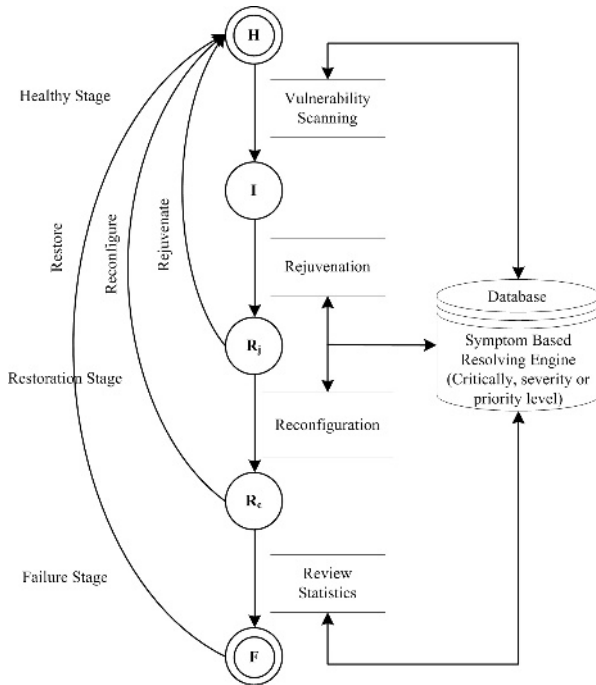 H
Healthy Stage
Vulnerability
Scanning
I
Restore
Reconfigure
Rejuvenate
Rejuvenation
Database
Symptom Based
Resolving Engine
(Critically, severity or
priority level)
Rj
Restoration Stage
Reconfiguration
Rc
Failure Stage
Review
Statistics
F